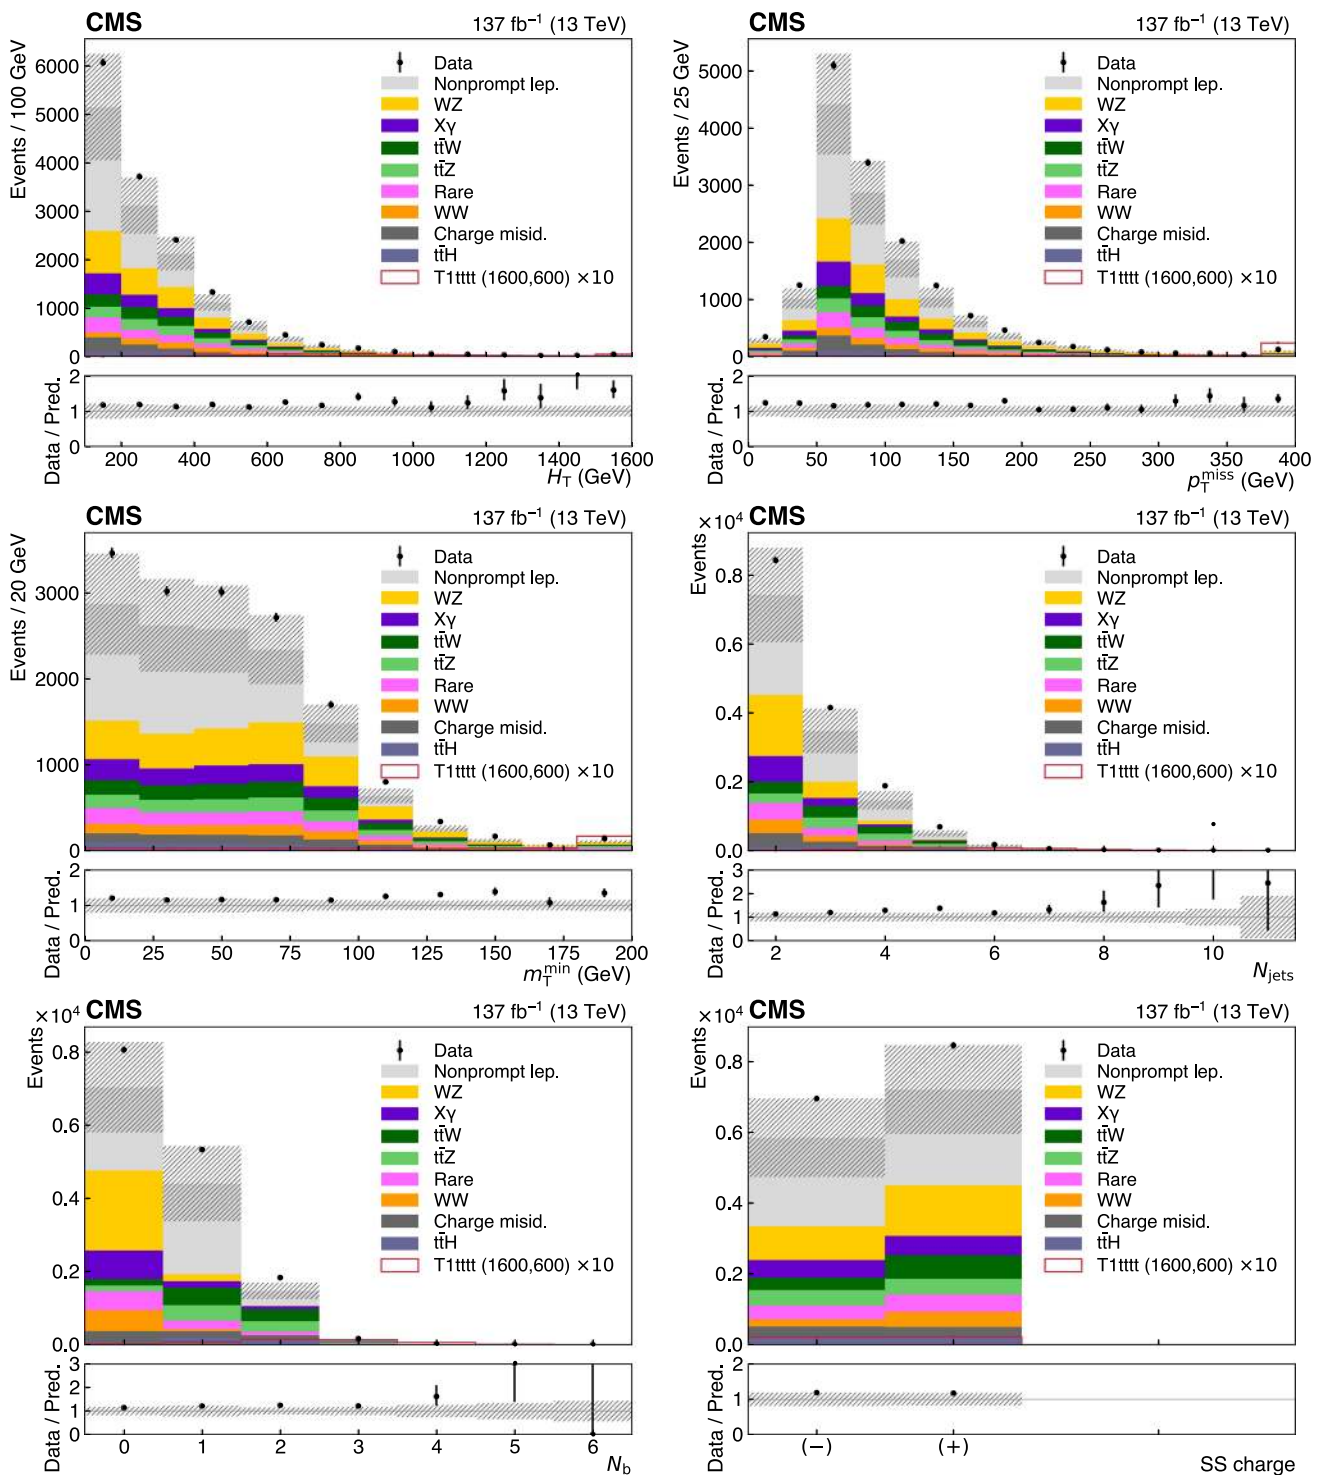 CMS 137 fb⁻¹ (13 TeV)
Events / 100 GeV
6000
5000
4000
3000
2000
1000
0
Data
Nonprompt lep.
WZ
Xγ
tt̄W
tt̄Z
Rare
WW
Charge misid.
tt̄H
T1tttt (1600,600) ×10
Data / Pred.
2
1
0
200 400 600 800 1000 1200 1400 1600
H_T (GeV)
CMS 137 fb⁻¹ (13 TeV)
Events / 25 GeV
5000
4000
3000
2000
1000
0
Data
Nonprompt lep.
WZ
Xγ
tt̄W
tt̄Z
Rare
WW
Charge misid.
tt̄H
T1tttt (1600,600) ×10
Data / Pred.
2
1
0
0 50 100 150 200 250 300 350 400
p_T^miss (GeV)
CMS 137 fb⁻¹ (13 TeV)
Events / 20 GeV
3000
2000
1000
0
Data
Nonprompt lep.
WZ
Xγ
tt̄W
tt̄Z
Rare
WW
Charge misid.
tt̄H
T1tttt (1600,600) ×10
Data / Pred.
2
1
0
0 25 50 75 100 125 150 175 200
m_T^min (GeV)
×10⁴ CMS 137 fb⁻¹ (13 TeV)
Events
0.8
0.6
0.4
0.2
0.0
Data
Nonprompt lep.
WZ
Xγ
tt̄W
tt̄Z
Rare
WW
Charge misid.
tt̄H
T1tttt (1600,600) ×10
Data / Pred.
3
2
1
0
2 4 6 8 10
N_jets
×10⁴ CMS 137 fb⁻¹ (13 TeV)
Events
0.8
0.6
0.4
0.2
0.0
Data
Nonprompt lep.
WZ
Xγ
tt̄W
tt̄Z
Rare
WW
Charge misid.
tt̄H
T1tttt (1600,600) ×10
Data / Pred.
3
2
1
0
0 1 2 3 4 5 6
N_b
×10⁴ CMS 137 fb⁻¹ (13 TeV)
Events
0.8
0.6
0.4
0.2
0.0
Data
Nonprompt lep.
WZ
Xγ
tt̄W
tt̄Z
Rare
WW
Charge misid.
tt̄H
T1tttt (1600,600) ×10
Data / Pred.
2
1
0
(−) (+)
SS charge